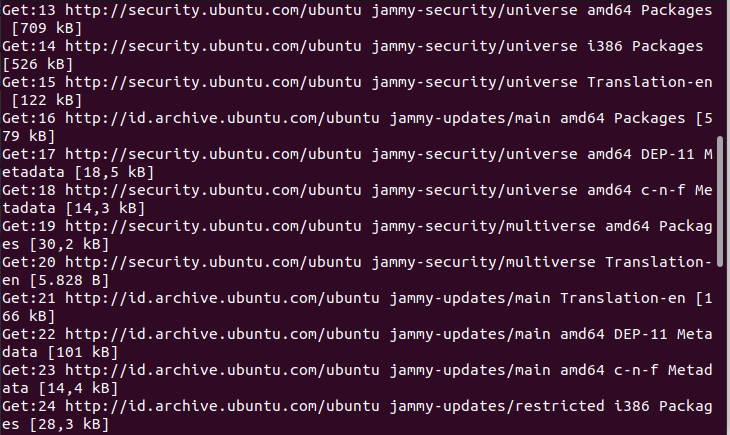 Get:13 http://security.ubuntu.com/ubuntu jammy-security/universe amd64 Packages
[709 kB]
Get:14 http://security.ubuntu.com/ubuntu jammy-security/universe i386 Packages
[526 kB]
Get:15 http://security.ubuntu.com/ubuntu jammy-security/universe Translation-en
[122 kB]
Get:16 http://id.archive.ubuntu.com/ubuntu jammy-updates/main amd64 Packages [5
79 kB]
Get:17 http://security.ubuntu.com/ubuntu jammy-security/universe amd64 DEP-11 M
etadata [18,5 kB]
Get:18 http://security.ubuntu.com/ubuntu jammy-security/universe amd64 c-n-f Me
tadata [14,3 kB]
Get:19 http://security.ubuntu.com/ubuntu jammy-security/multiverse amd64 Packag
es [30,2 kB]
Get:20 http://security.ubuntu.com/ubuntu jammy-security/multiverse Translation-
en [5.828 B]
Get:21 http://id.archive.ubuntu.com/ubuntu jammy-updates/main Translation-en [1
66 kB]
Get:22 http://id.archive.ubuntu.com/ubuntu jammy-updates/main amd64 DEP-11 Meta
data [101 kB]
Get:23 http://id.archive.ubuntu.com/ubuntu jammy-updates/main amd64 c-n-f Metad
ata [14,4 kB]
Get:24 http://id.archive.ubuntu.com/ubuntu jammy-updates/restricted i386 Packag
es [28,3 kB]